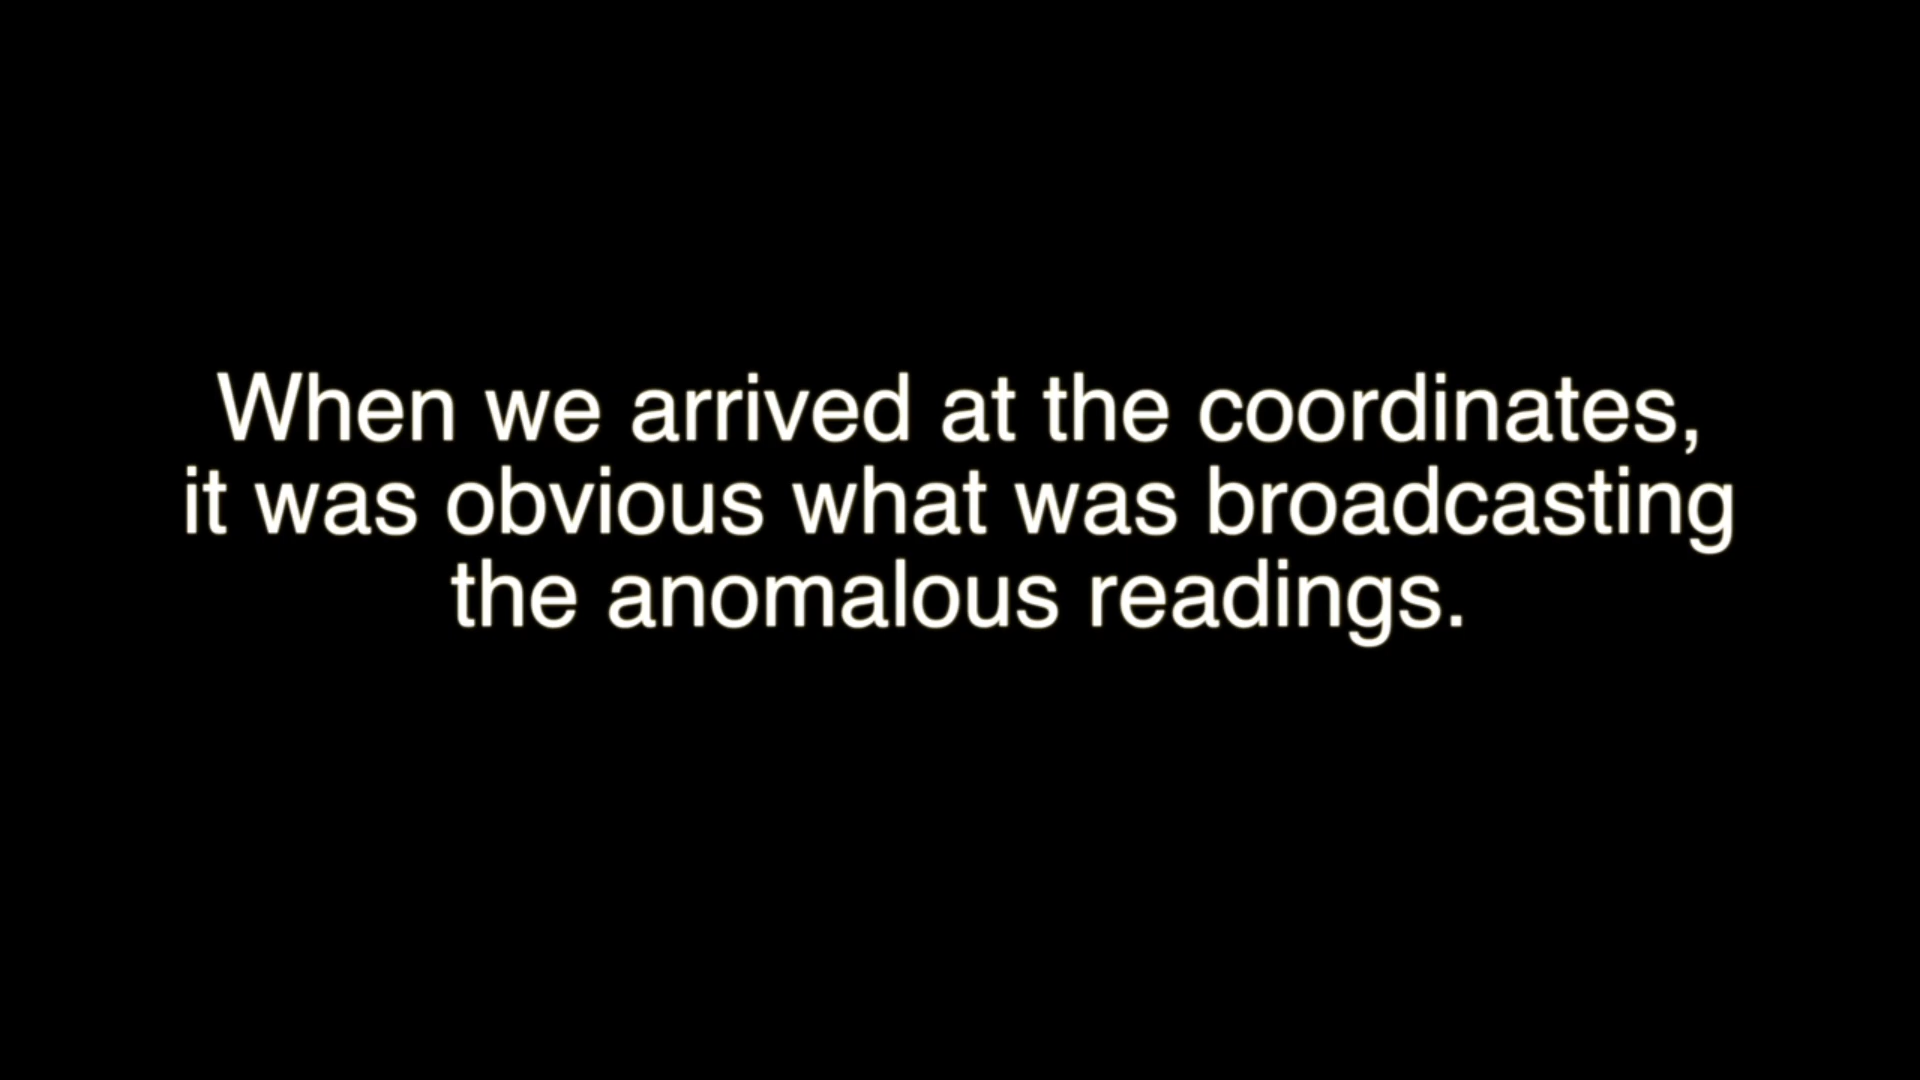 When we arrived at the coordinates,
it was obvious what was broadcasting
the anomalous readings.